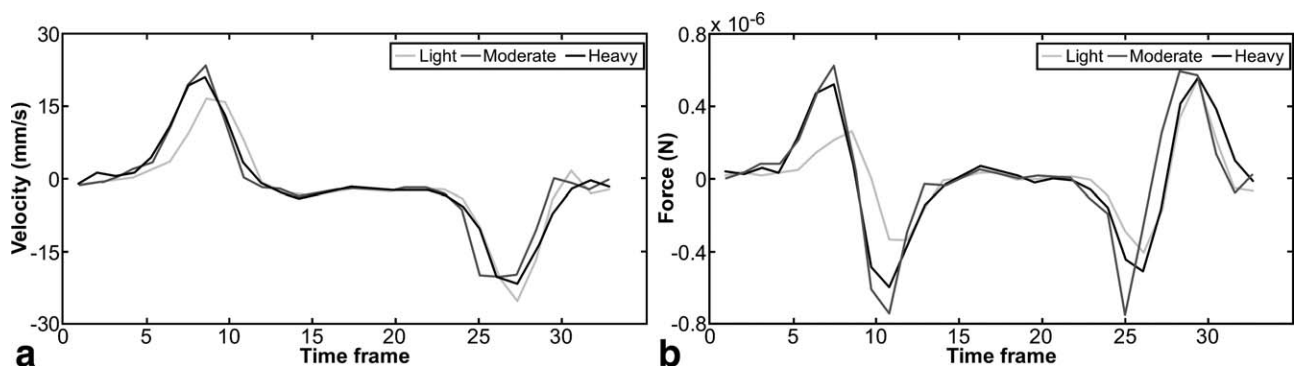 30
15
0
-15
-30
Velocity (mm/s)
Light Moderate Heavy
0 5 10 15 20 25 30
Time frame
a
x 10-6
0.8
0.4
0
-0.4
-0.8
Force (N)
Light Moderate Heavy
0 5 10 15 20 25 30
Time frame
b